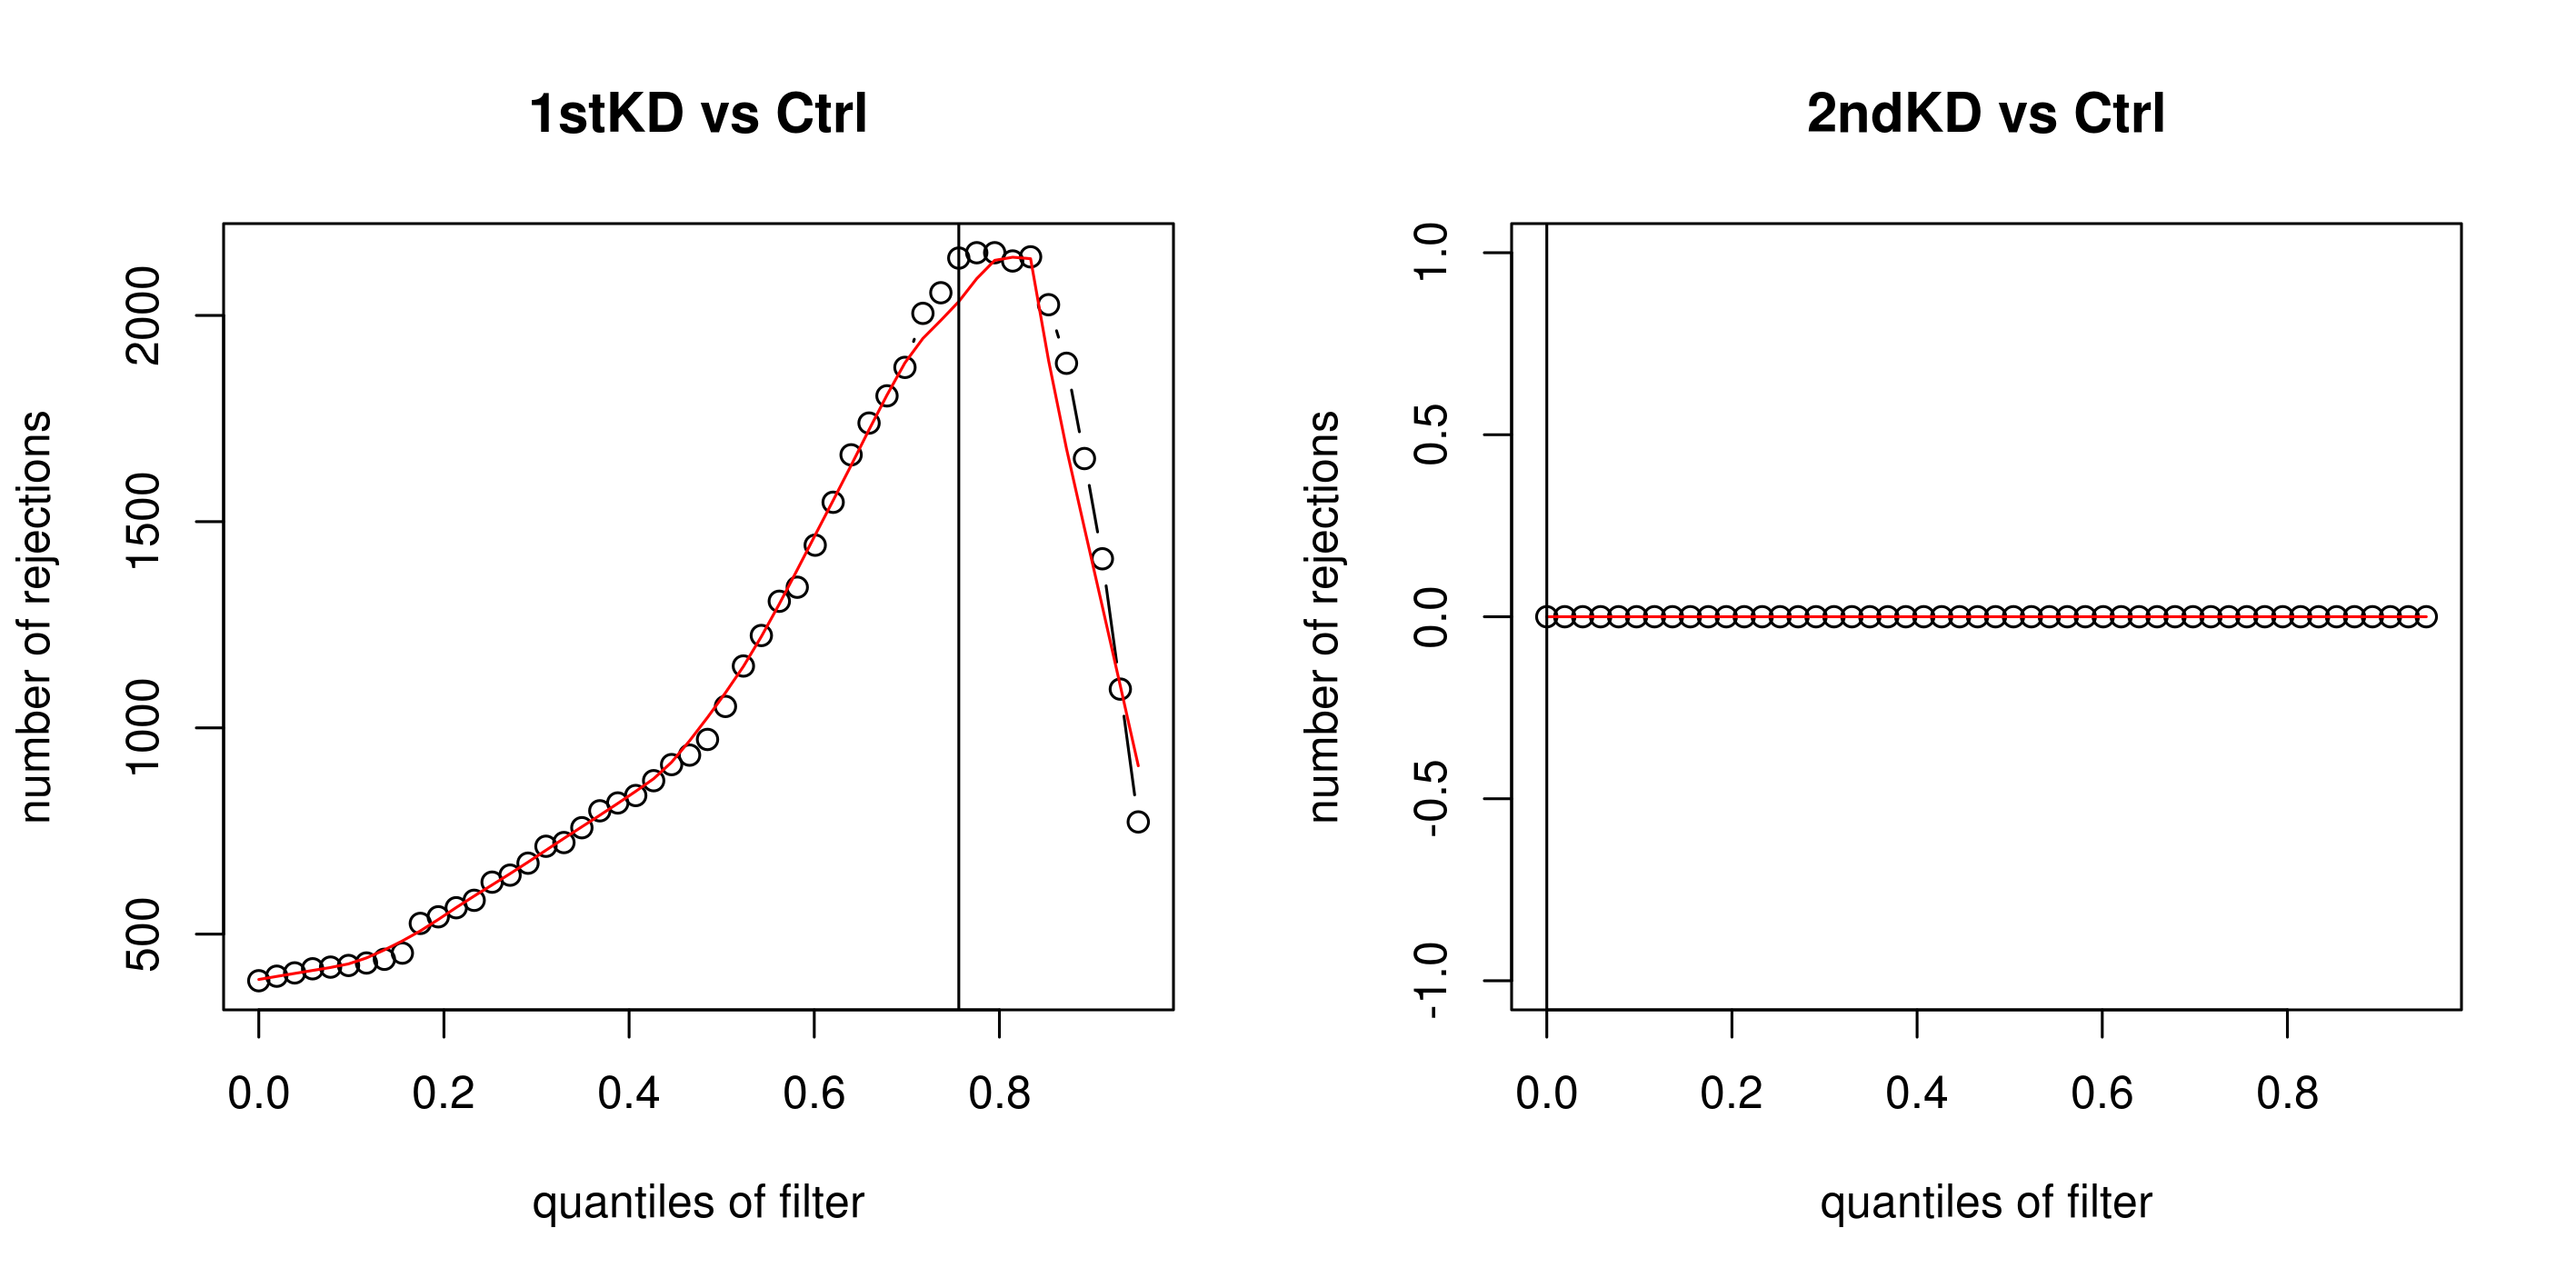 1stKD vs Ctrl
number of rejections
2000
1500
1000
500
0.0 0.2 0.4 0.6 0.8
quantiles of filter
2ndKD vs Ctrl
number of rejections
1.0
0.5
0.0
-0.5
-1.0
0.0 0.2 0.4 0.6 0.8
quantiles of filter